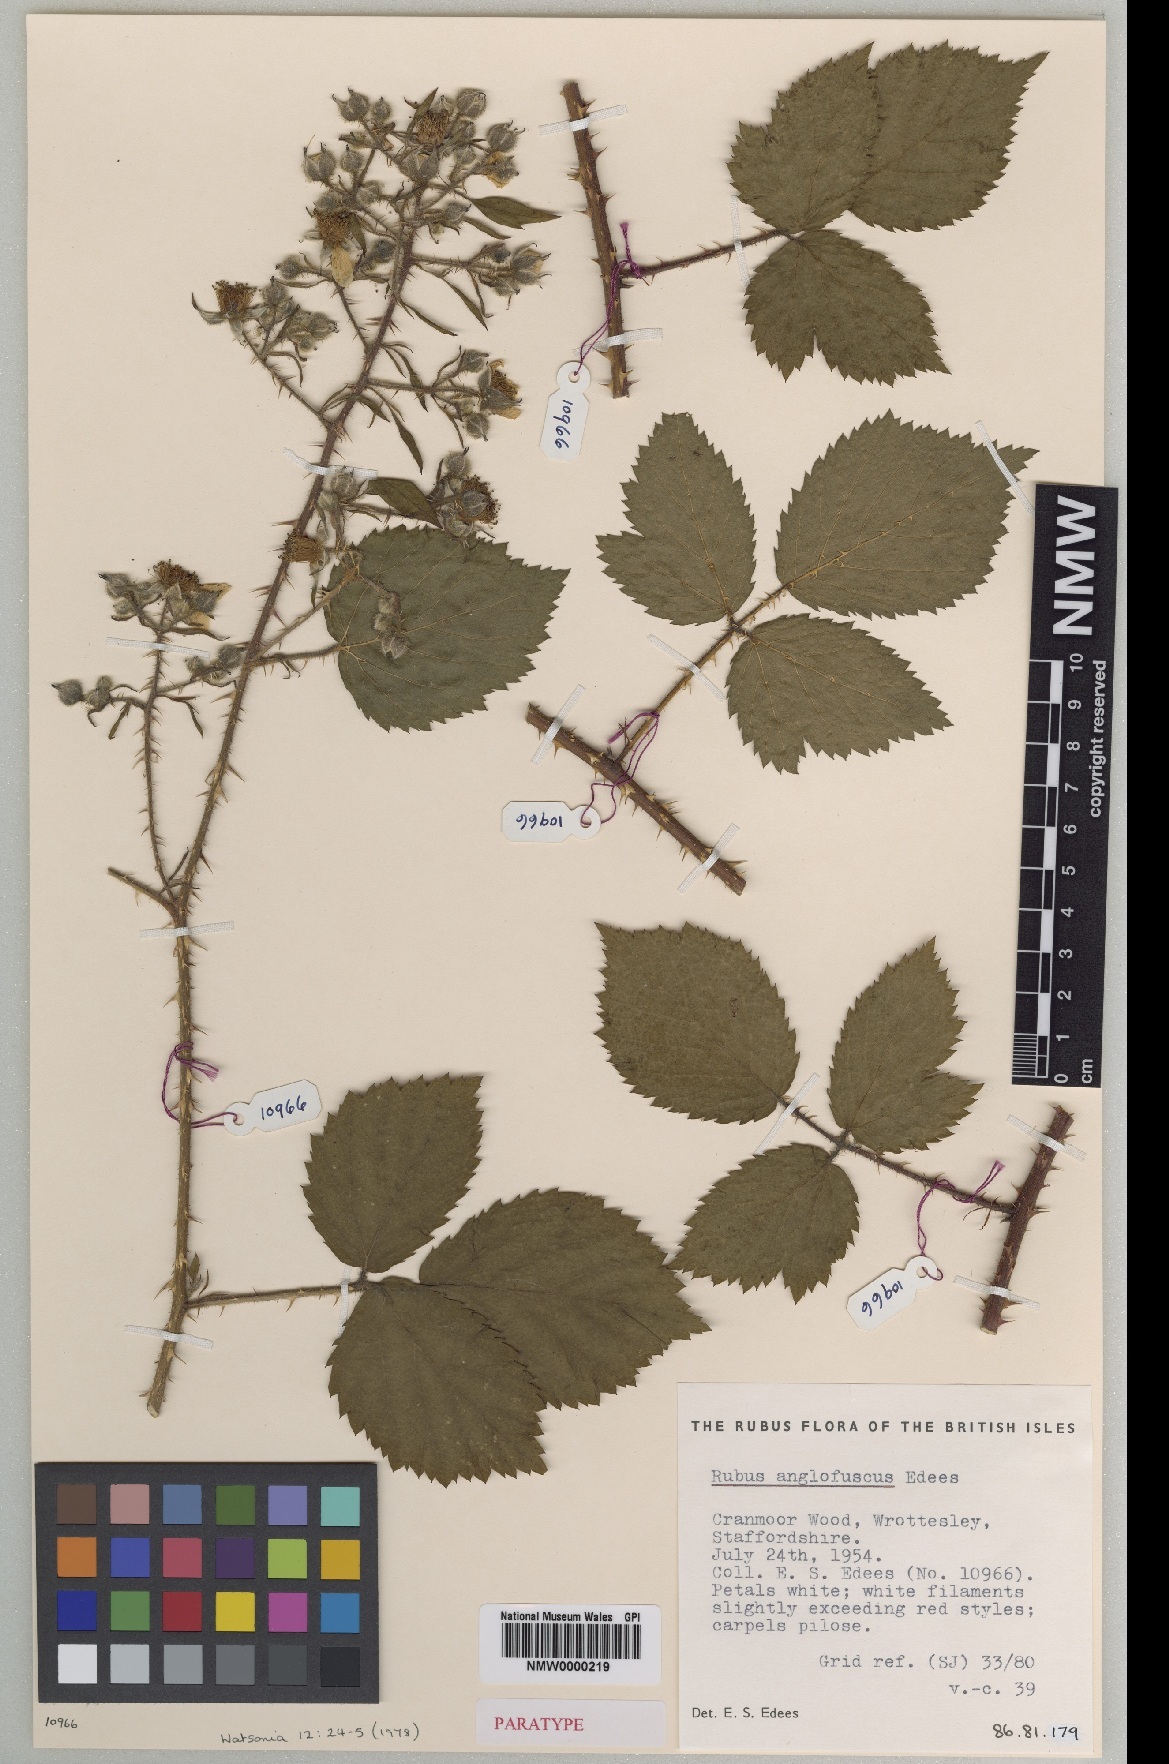 10966
10966
10966
10966
NMW
10
9
8
7
6
5
4
3
2
1
0
cm
copyright reserved
THE RUBUS FLORA OF THE BRITISH ISLES
Rubus anglofuscus Edees
Cranmoor Wood, Wrottesley,
Staffordshire.
July 24th, 1954.
Coll. E. S. Edees (No. 10966).
Petals white; white filaments
slightly exceeding red styles;
carpels pilose.
Grid ref. (SJ) 33/80
v.-c. 39
Det. E. S. Edees
86.81.179
National Museum Wales GPI
NMW0000219
PARATYPE
10966
Watsonia 12: 24-5 (1978)